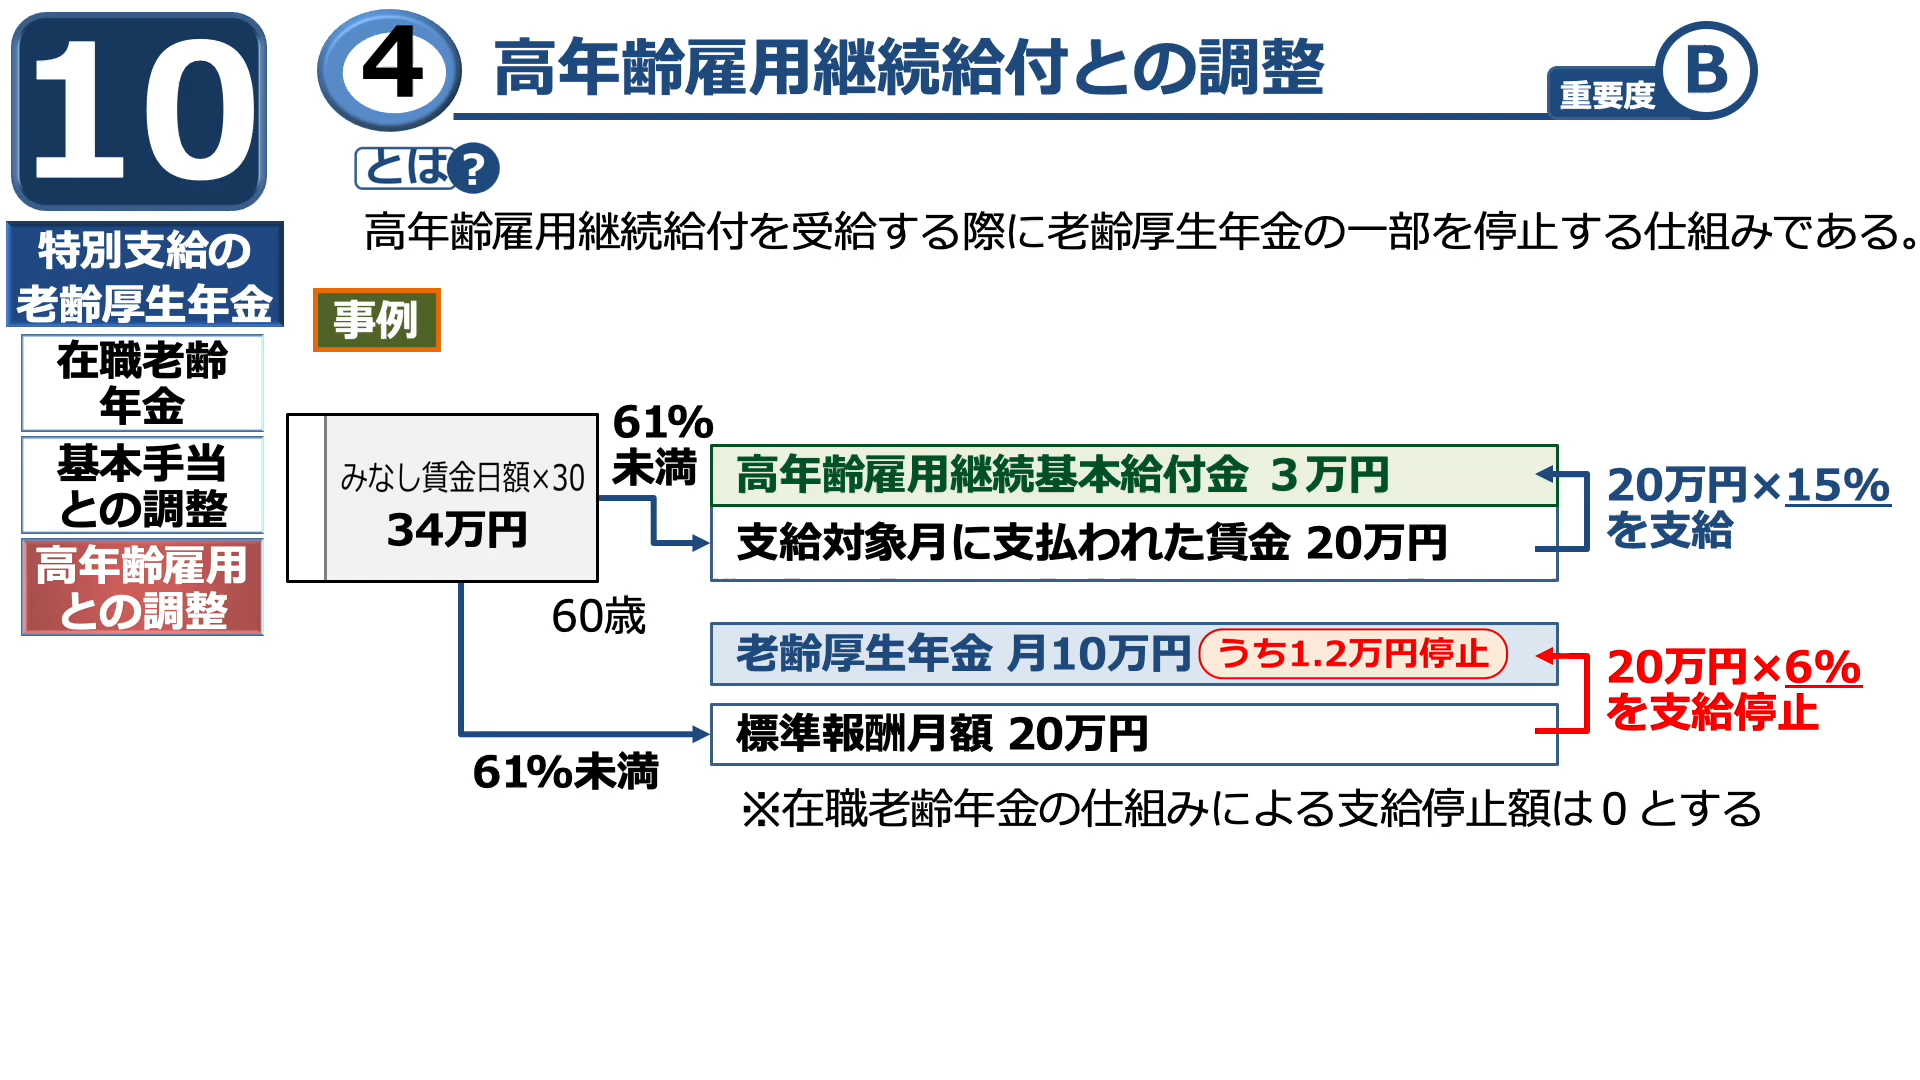 10
特別支給の
老齢厚生年金
在職老齢
年金
基本手当
との調整
高年齢雇用
との調整
4
高年齢雇用継続給付との調整
重要度
B
とは?
高年齢雇用継続給付を受給する際に老齢厚生年金の一部を停止する仕組みである。
事例
みなし賃金日額×30
34万円
60歳
61%
未満
高年齢雇用継続基本給付金 3万円
支給対象月に支払われた賃金 20万円
20万円×15%
を支給
老齢厚生年金 月10万円
うち1.2万円停止
標準報酬月額 20万円
20万円×6%
を支給停止
61%未満
※在職老齢年金の仕組みによる支給停止額は0とする